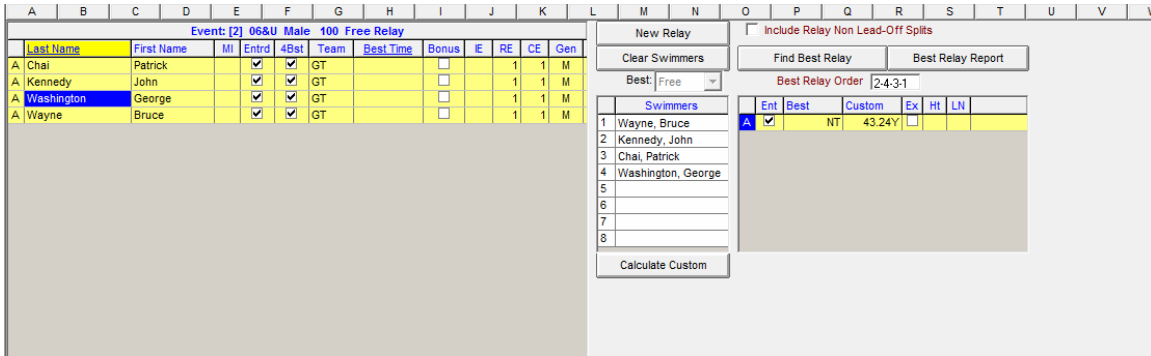 A B C D E F G H I J K L M N O P Q R S T U V
Event: [2] 06&U Male 100 Free Relay
Last Name First Name MI Entrd 4Bst Team Best Time Bonus IE RE CE Gen
A Chai Patrick GT 1 1 M
A Kennedy John GT 1 1 M
A Washington George GT 1 1 M
A Wayne Bruce GT 1 1 M
New Relay
Clear Swimmers
Best: Free
Swimmers
1 Wayne, Bruce
2 Kennedy, John
3 Chai, Patrick
4 Washington, George
5
6
7
8
Calculate Custom
Include Relay Non Lead-Off Splits
Find Best Relay Best Relay Report
Best Relay Order 2-4-3-1
Ent Best Custom Ex Ht LN
A NT 43.24Y